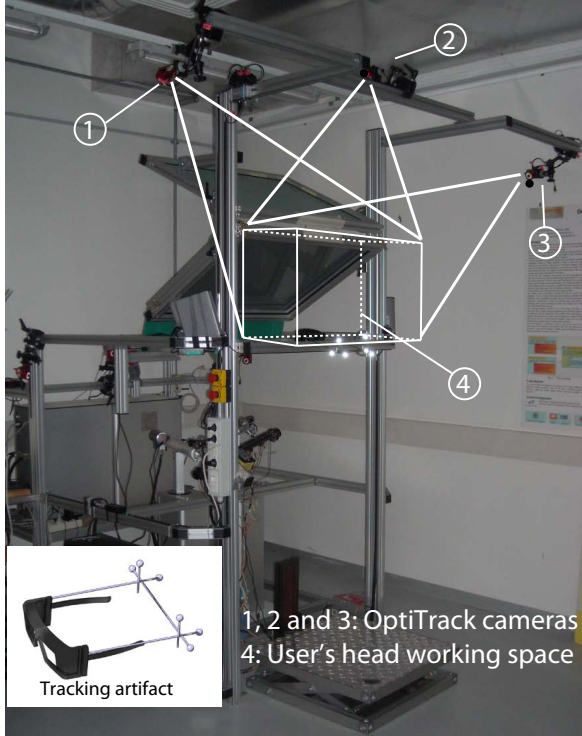 2
1
3
4
1, 2 and 3: OptiTrack cameras
4: User's head working space
Tracking artifact